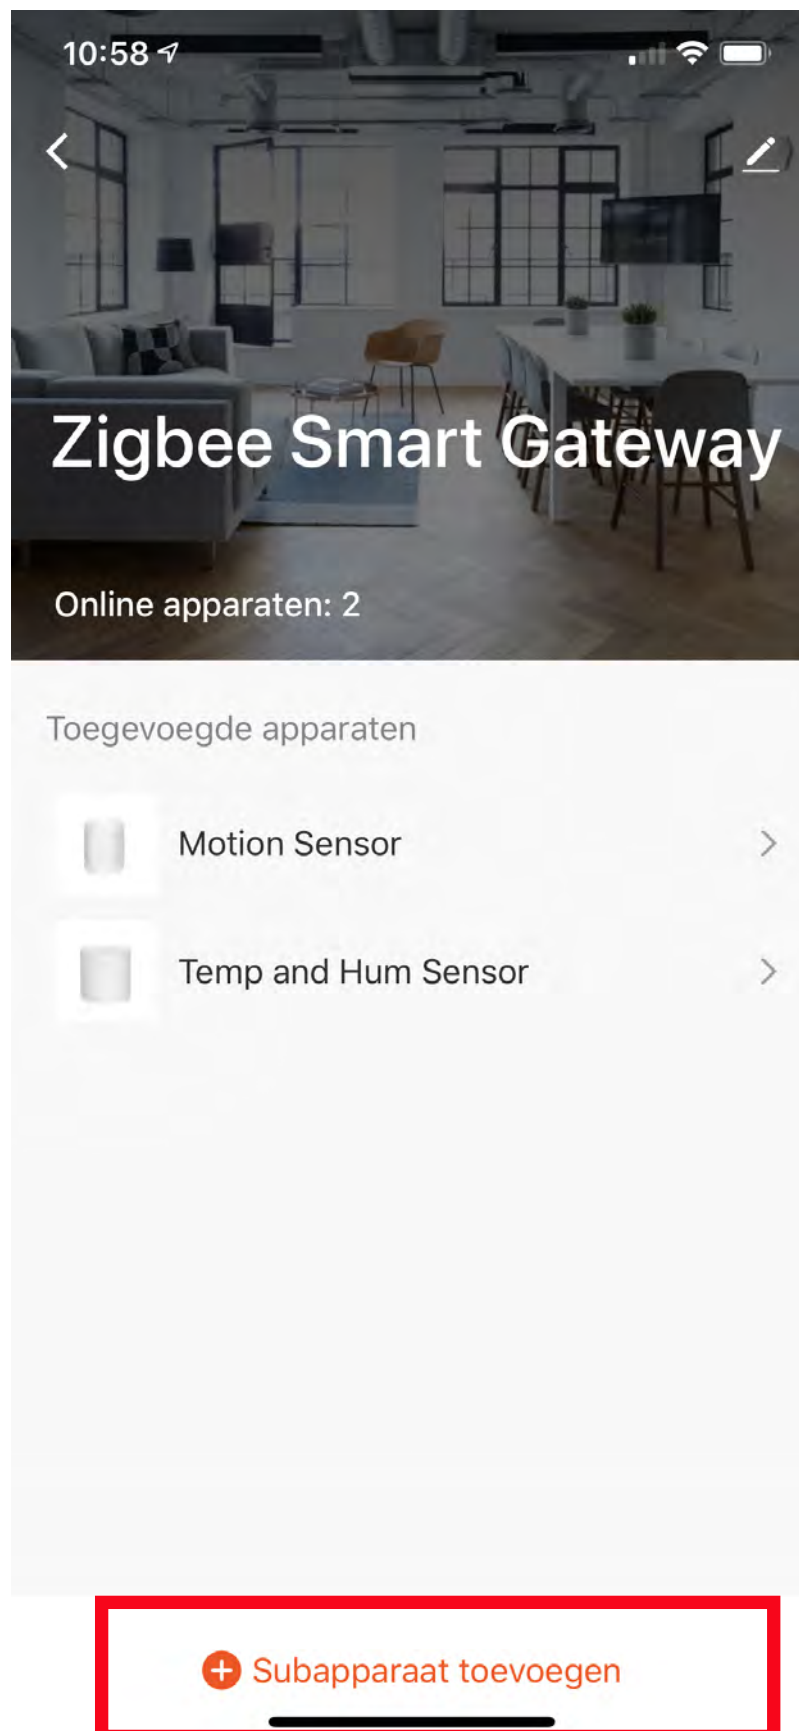 10:58
Zigbee Smart Gateway
Online apparaten: 2
Toegevoegde apparaten
Motion Sensor
Temp and Hum Sensor
Subapparaat toevoegen